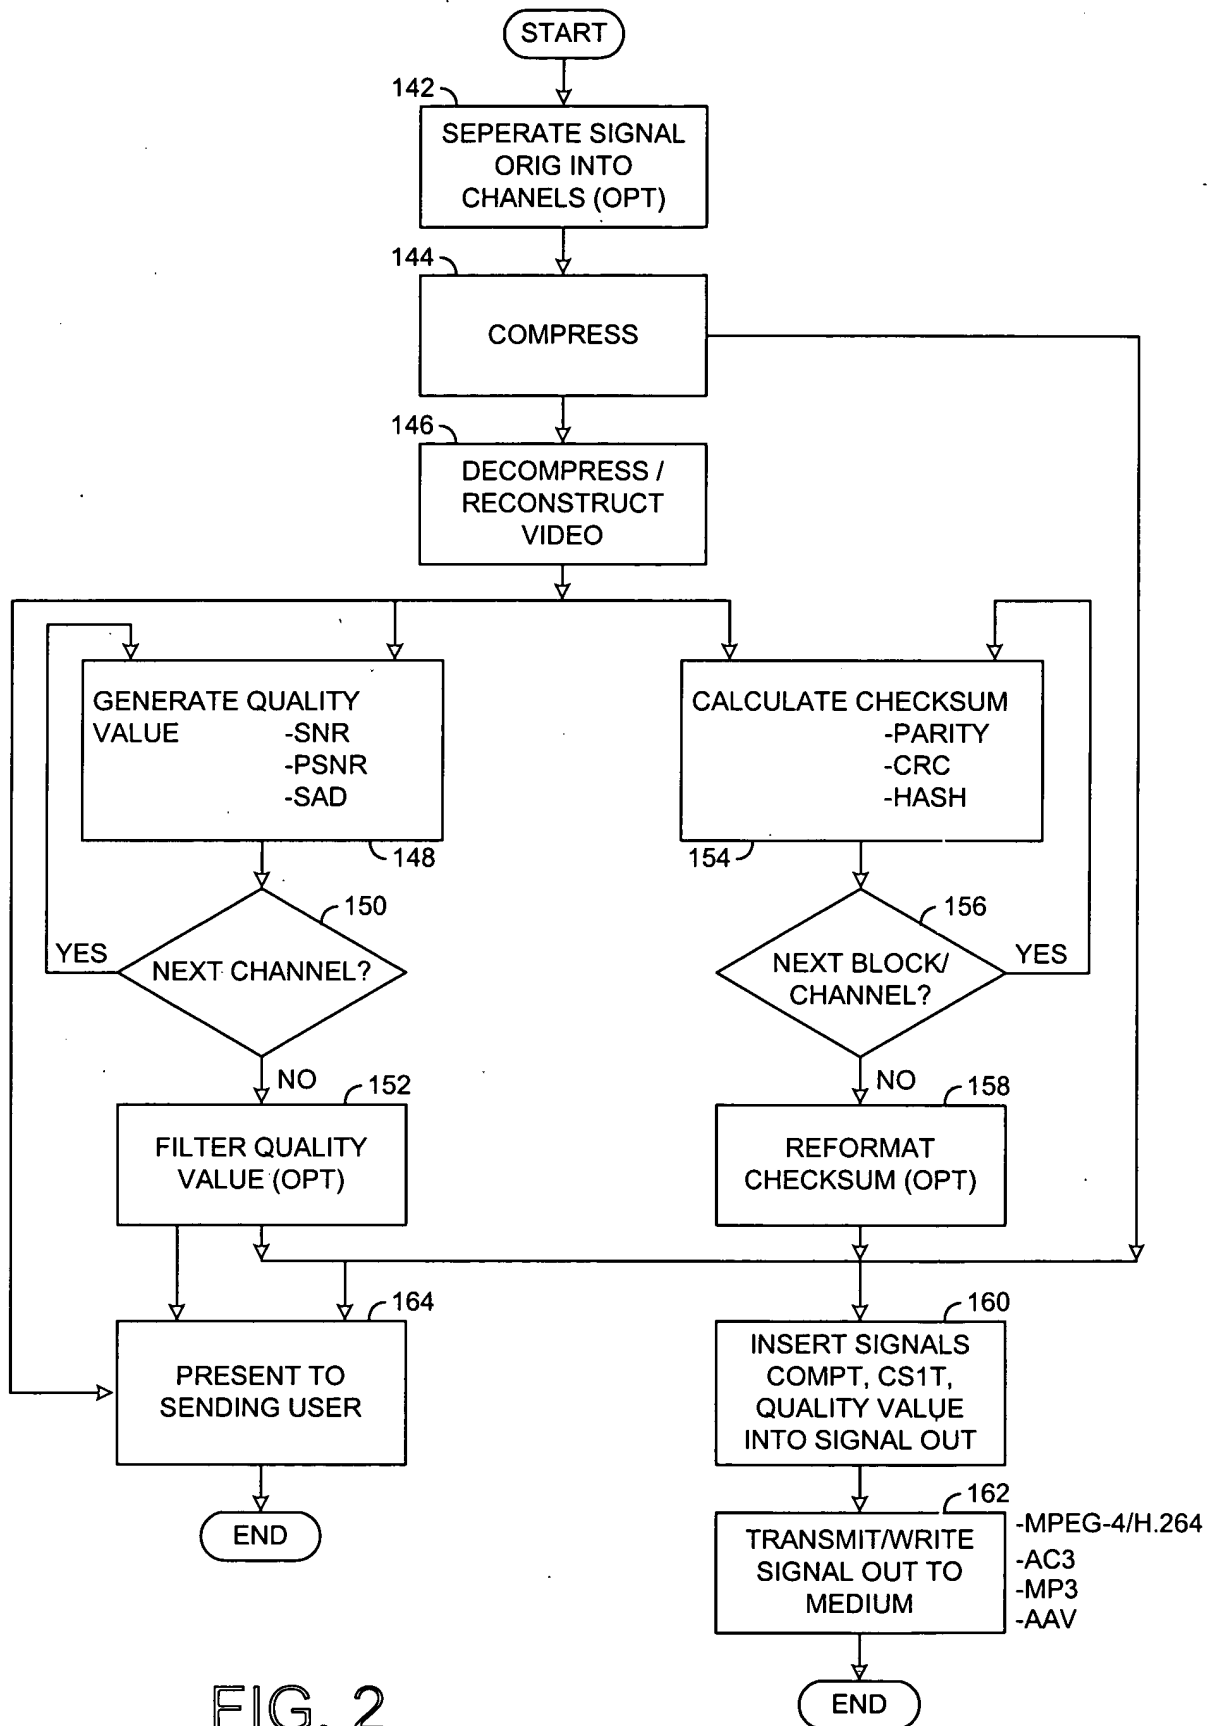 START
142
SEPERATE SIGNAL
ORIG INTO
CHANELS (OPT)
144
COMPRESS
146
DECOMPRESS /
RECONSTRUCT
VIDEO
GENERATE QUALITY
VALUE -SNR
-PSNR
-SAD
148
CALCULATE CHECKSUM
-PARITY
-CRC
-HASH
154
150
YES
NEXT CHANNEL?
NO
156
NEXT BLOCK/
CHANNEL?
YES
NO
152
FILTER QUALITY
VALUE (OPT)
158
REFORMAT
CHECKSUM (OPT)
164
PRESENT TO
SENDING USER
END
160
INSERT SIGNALS
COMPT, CS1T,
QUALITY VALUE
INTO SIGNAL OUT
162
TRANSMIT/WRITE
SIGNAL OUT TO
MEDIUM
-MPEG-4/H.264
-AC3
-MP3
-AAV
END
FIG. 2